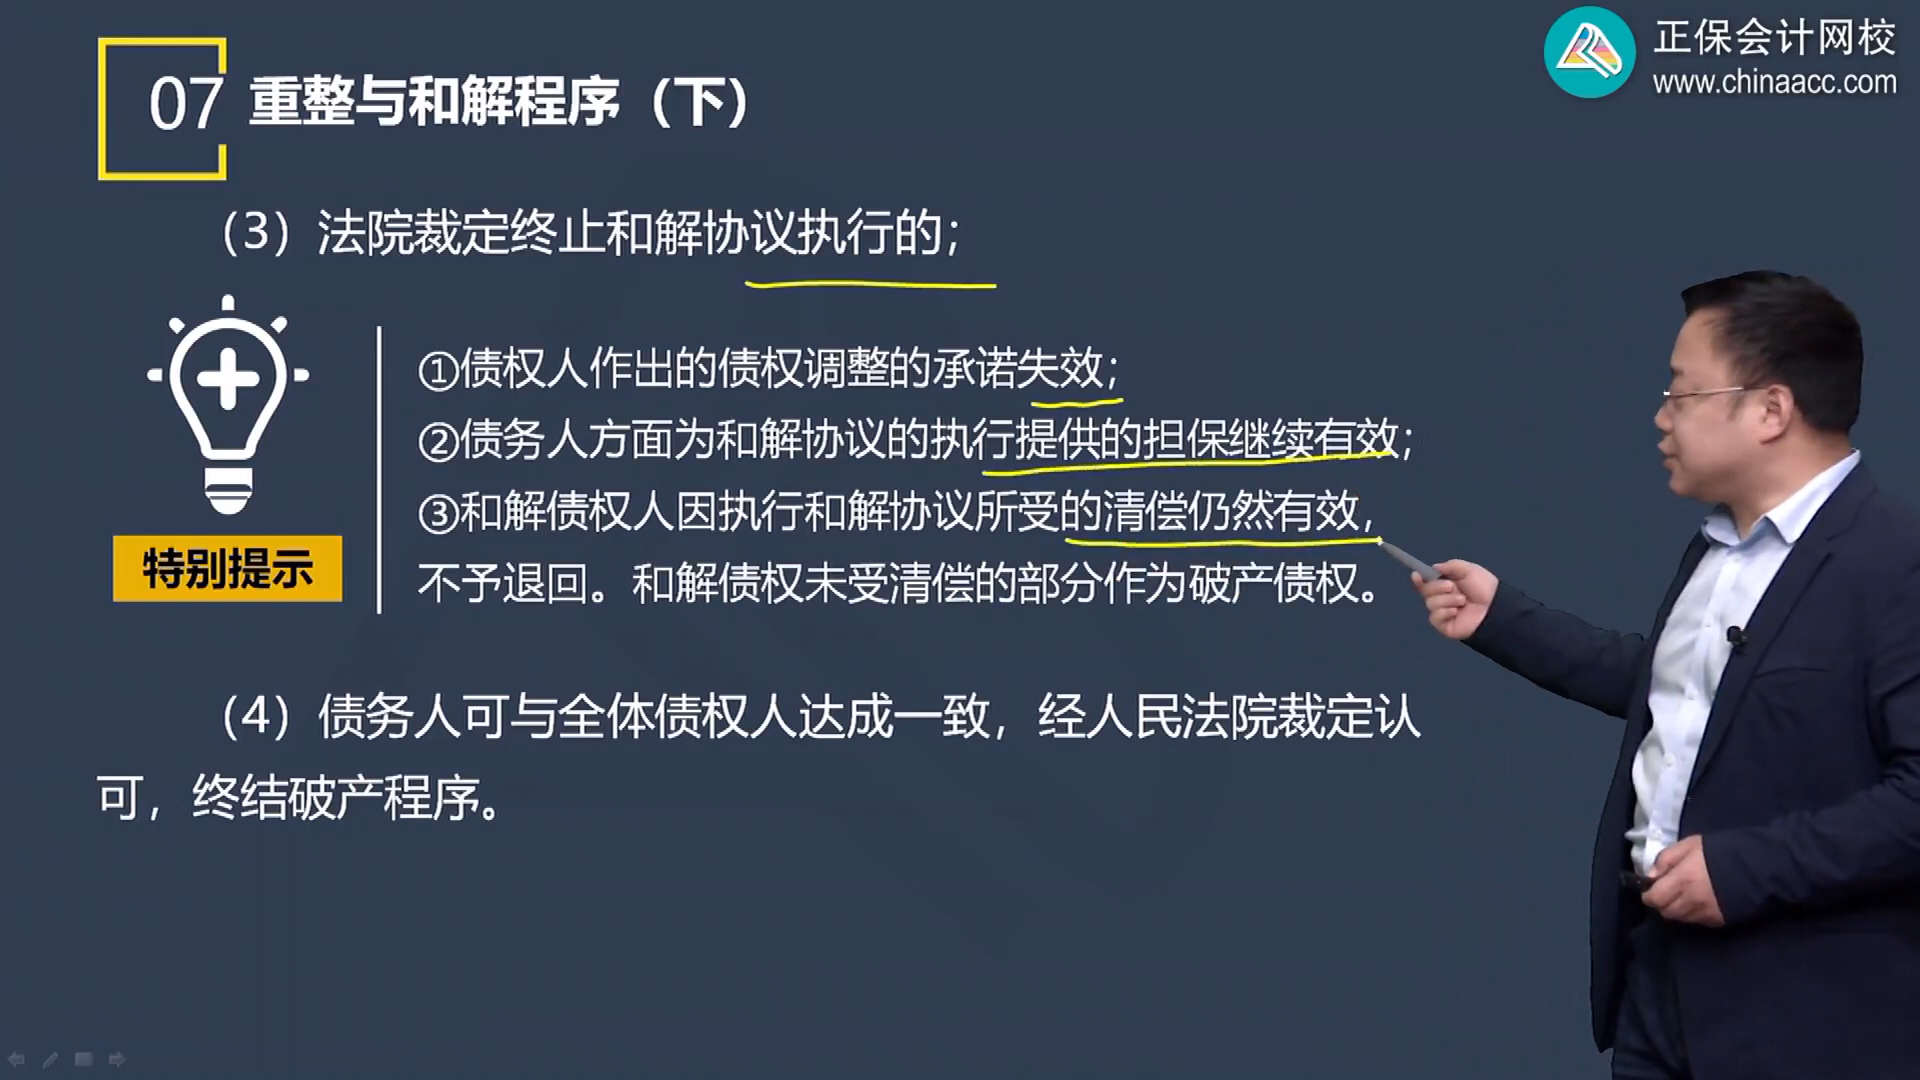 正保会计网校
www.chinaacc.com
07 重整与和解程序（下）
（3）法院裁定终止和解协议执行的；
①债权人作出的债权调整的承诺失效；
②债务人方面为和解协议的执行提供的担保继续有效；
③和解债权人因执行和解协议所受的清偿仍然有效，
不予退回。和解债权未受清偿的部分作为破产债权。
特别提示
（4）债务人可与全体债权人达成一致，经人民法院裁定认
可，终结破产程序。